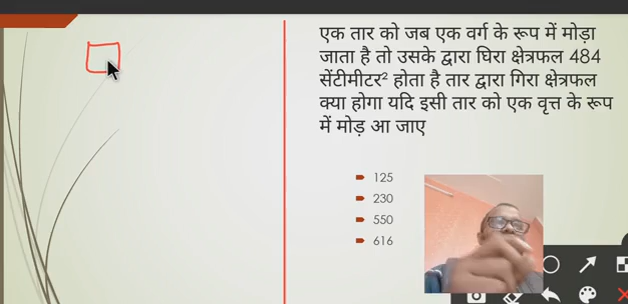 एक तार को जब एक वर्ग के रूप में मोड़ा
जाता है तो उसके द्वारा घिरा क्षेत्रफल 484
सेंटीमीटर² होता है तार द्वारा गिरा क्षेत्रफल
क्या होगा यदि इसी तार को एक वृत्त के रूप
में मोड़ आ जाए
125
230
550
616